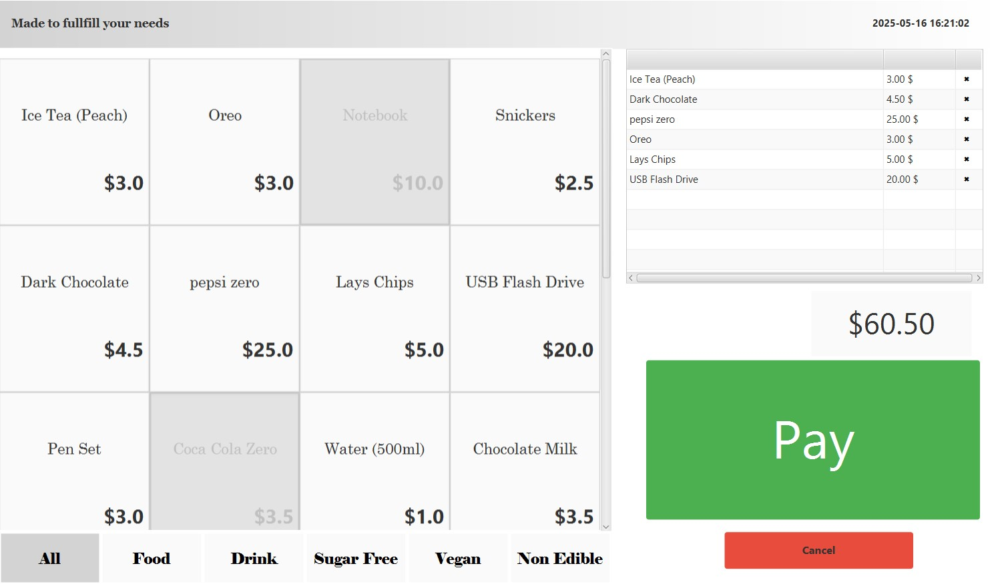 Made to fullfill your needs
2025-05-16 16:21:02
Ice Tea (Peach)
$3.0
Oreo
$3.0
Notebook
$10.0
Snickers
$2.5
Dark Chocolate
$4.5
pepsi zero
$25.0
Lays Chips
$5.0
USB Flash Drive
$20.0
Pen Set
$3.0
Coca Cola Zero
$3.5
Water (500ml)
$1.0
Chocolate Milk
$3.5
All
Food
Drink
Sugar Free
Vegan
Non Edible
Ice Tea (Peach) 3.00 $ ✖
Dark Chocolate 4.50 $ ✖
pepsi zero 25.00 $ ✖
Oreo 3.00 $ ✖
Lays Chips 5.00 $ ✖
USB Flash Drive 20.00 $ ✖
$60.50
Pay
Cancel